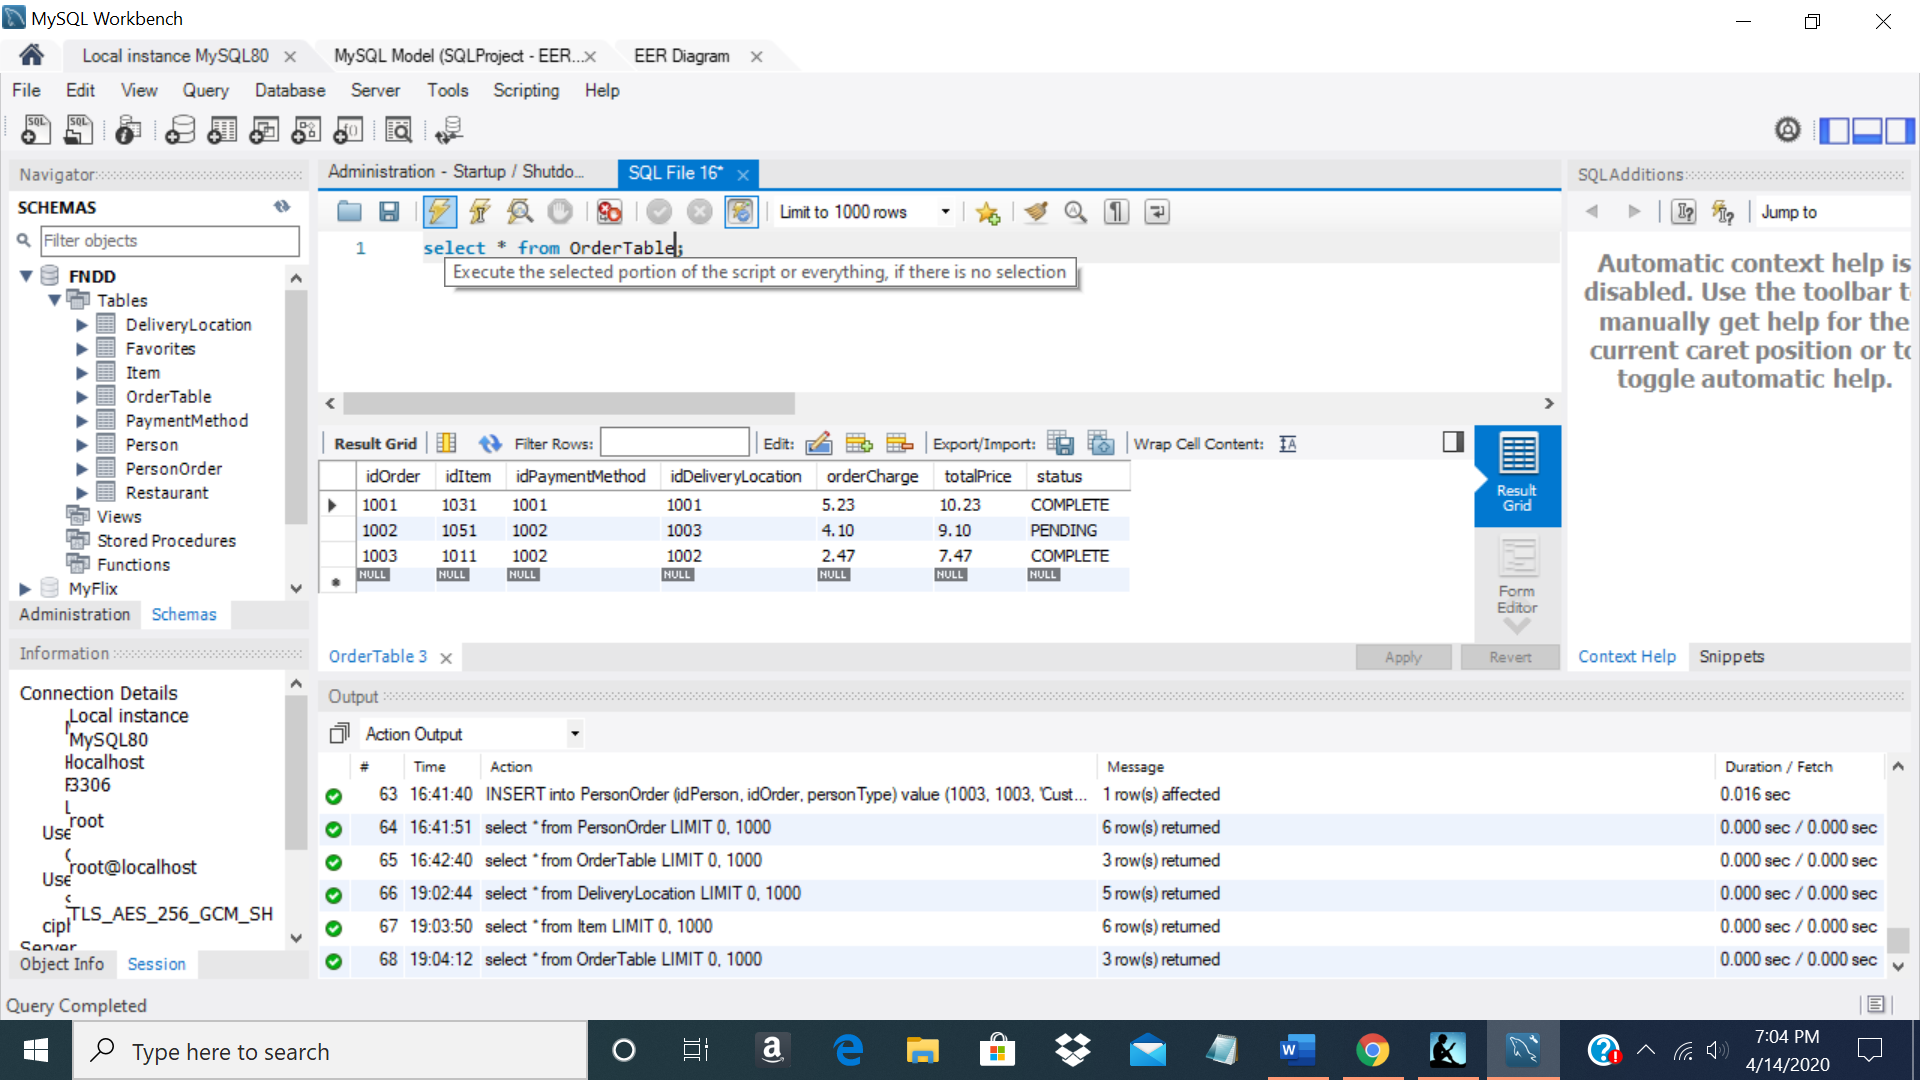 MySQL Workbench
Local instance MySQL80
MySQL Model (SQLProject - EER...
EER Diagram
File Edit View Query Database Server Tools Scripting Help
Navigator
SCHEMAS
Filter objects
FNDD
Tables
DeliveryLocation
Favorites
Item
OrderTable
PaymentMethod
Person
PersonOrder
Restaurant
Views
Stored Procedures
Functions
MyFlix
Administration Schemas
Information
Connection Details
Local instance
MySQL80
localhost
3306
root
Use
root@localhost
Use
TLS_AES_256_GCM_SH
ciph
Server
Object Info Session
Administration - Startup / Shutdo...
SQL File 16*
Limit to 1000 rows
1 select * from OrderTable;
Execute the selected portion of the script or everything, if there is no selection
Result Grid Filter Rows: Edit: Export/Import: Wrap Cell Content:
idOrder idItem idPaymentMethod idDeliveryLocation orderCharge totalPrice status
1001 1031 1001 1001 5.23 10.23 COMPLETE
1002 1051 1002 1003 4.10 9.10 PENDING
1003 1011 1002 1002 2.47 7.47 COMPLETE
NULL NULL NULL NULL NULL NULL NULL
Result
Grid
Form
Editor
OrderTable 3
Apply Revert
SQLAdditions
Jump to
Automatic context help is
disabled. Use the toolbar t
manually get help for the
current caret position or to
toggle automatic help.
Context Help Snippets
Output
Action Output
# Time Action Message Duration / Fetch
63 16:41:40 INSERT into PersonOrder (idPerson, idOrder, personType) value (1003, 1003, 'Cust... 1 row(s) affected 0.016 sec
64 16:41:51 select * from PersonOrder LIMIT 0, 1000 6 row(s) returned 0.000 sec / 0.000 sec
65 16:42:40 select * from OrderTable LIMIT 0, 1000 3 row(s) returned 0.000 sec / 0.000 sec
66 19:02:44 select * from DeliveryLocation LIMIT 0, 1000 5 row(s) returned 0.000 sec / 0.000 sec
67 19:03:50 select * from Item LIMIT 0, 1000 6 row(s) returned 0.000 sec / 0.000 sec
68 19:04:12 select * from OrderTable LIMIT 0, 1000 3 row(s) returned 0.000 sec / 0.000 sec
Query Completed
Type here to search
7:04 PM
4/14/2020